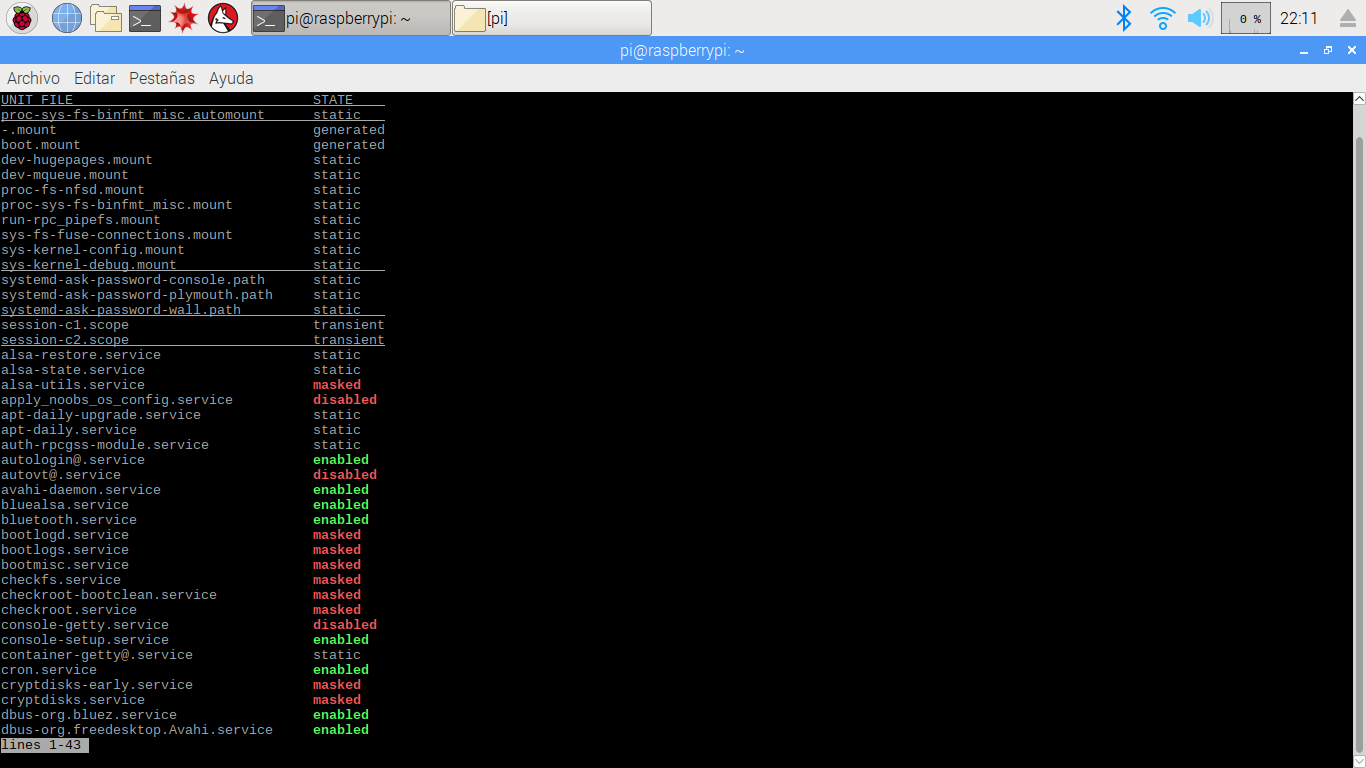 pi@raspberrypi: ~
[pi]
0 %
22:11
pi@raspberrypi: ~
Archivo Editar Pestañas Ayuda
UNIT FILE STATE
proc-sys-fs-binfmt_misc.automount static
-.mount generated
boot.mount generated
dev-hugepages.mount static
dev-mqueue.mount static
proc-fs-nfsd.mount static
proc-sys-fs-binfmt_misc.mount static
run-rpc_pipefs.mount static
sys-fs-fuse-connections.mount static
sys-kernel-config.mount static
sys-kernel-debug.mount static
systemd-ask-password-console.path static
systemd-ask-password-plymouth.path static
systemd-ask-password-wall.path static
session-c1.scope transient
session-c2.scope transient
alsa-restore.service static
alsa-state.service static
alsa-utils.service masked
apply_noobs_os_config.service disabled
apt-daily-upgrade.service static
apt-daily.service static
auth-rpcgss-module.service static
autologin@.service enabled
autovt@.service disabled
avahi-daemon.service enabled
bluealsa.service enabled
bluetooth.service enabled
bootlogd.service masked
bootlogs.service masked
bootmisc.service masked
checkfs.service masked
checkroot-bootclean.service masked
checkroot.service masked
console-getty.service disabled
console-setup.service enabled
container-getty@.service static
cron.service enabled
cryptdisks-early.service masked
cryptdisks.service masked
dbus-org.bluez.service enabled
dbus-org.freedesktop.Avahi.service enabled
lines 1-43